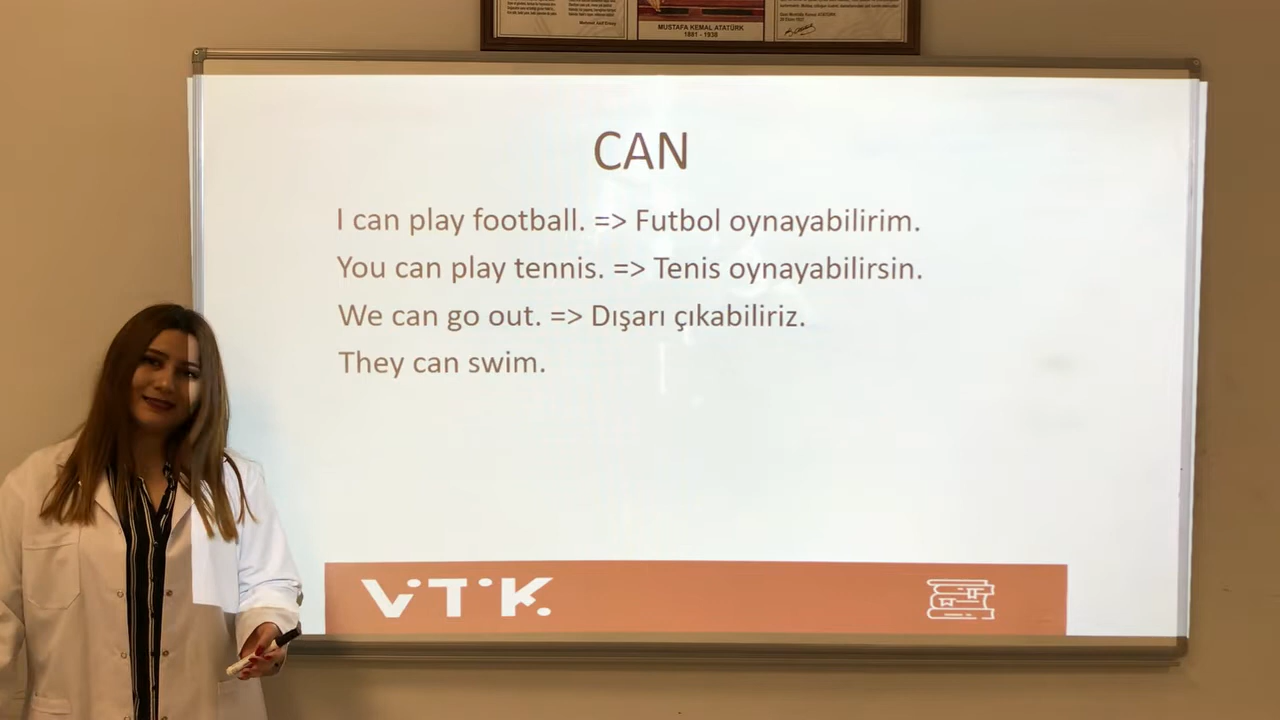 MUSTAFA KEMAL ATATÜRK
1881 - 1938
CAN
I can play football. => Futbol oynayabilirim.
You can play tennis. => Tenis oynayabilirsin.
We can go out. => Dışarı çıkabiliriz.
They can swim.
ViTiK.